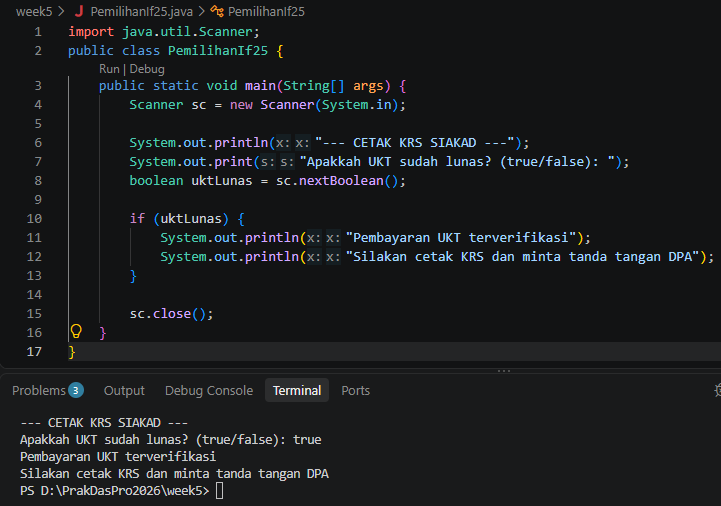 week5 > J PemilihanIf25.java > PemilihanIf25
1 import java.util.Scanner;
2 public class PemilihanIf25 {
Run | Debug
3 public static void main(String[] args) {
4 Scanner sc = new Scanner(System.in);
5
6 System.out.println(x: x: "--- CETAK KRS SIAKAD ---");
7 System.out.print(s: s: "Apakkah UKT sudah lunas? (true/false): ");
8 boolean uktLunas = sc.nextBoolean();
9
10 if (uktLunas) {
11 System.out.println(x: x: "Pembayaran UKT terverifikasi");
12 System.out.println(x: x: "Silakan cetak KRS dan minta tanda tangan DPA");
13 }
14
15 sc.close();
16 }
17 }
Problems 3 Output Debug Console Terminal Ports
--- CETAK KRS SIAKAD ---
Apakkah UKT sudah lunas? (true/false): true
Pembayaran UKT terverifikasi
Silakan cetak KRS dan minta tanda tangan DPA
PS D:\PrakDasPro2026\week5>